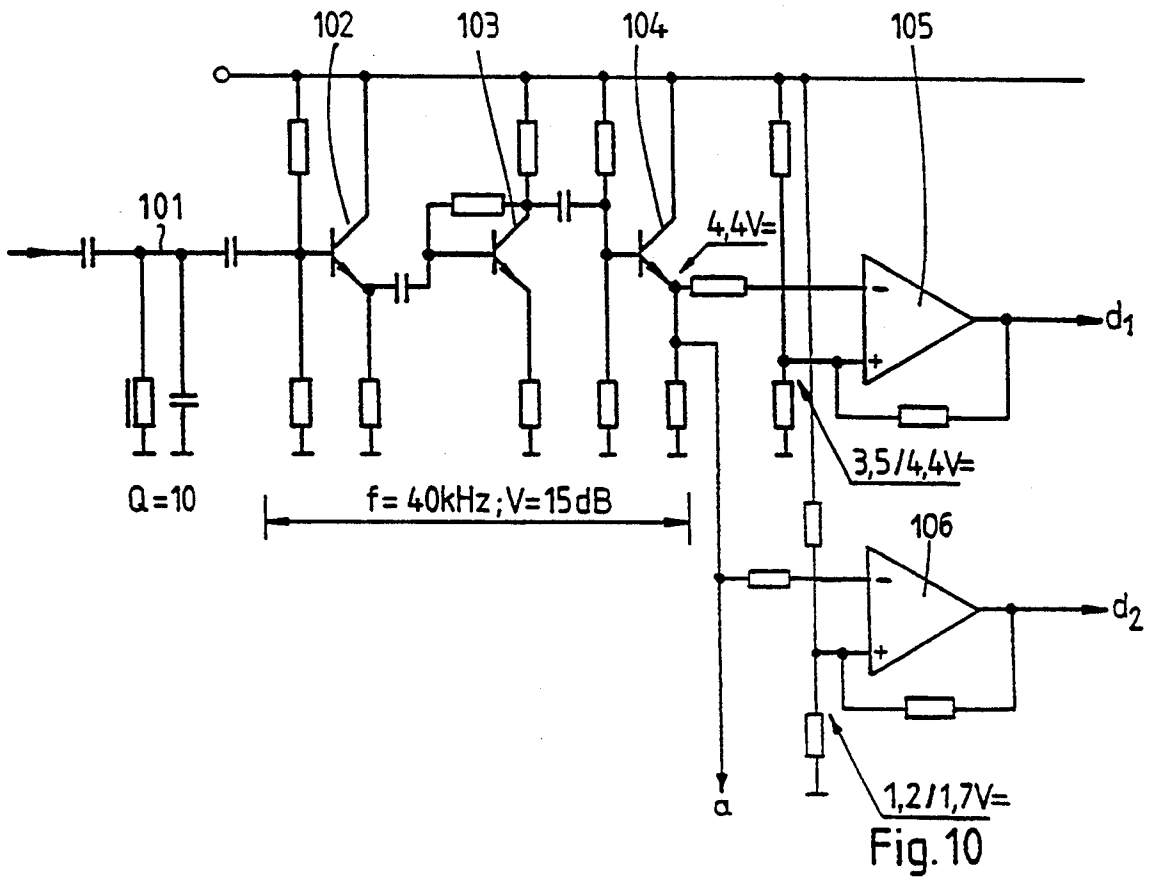 102
103
104
105
101
4,4V=
-
+
d1
3,5/4,4V=
Q=10
f= 40kHz; V=15dB
106
-
+
d2
a
1,2/1,7V=
Fig. 10